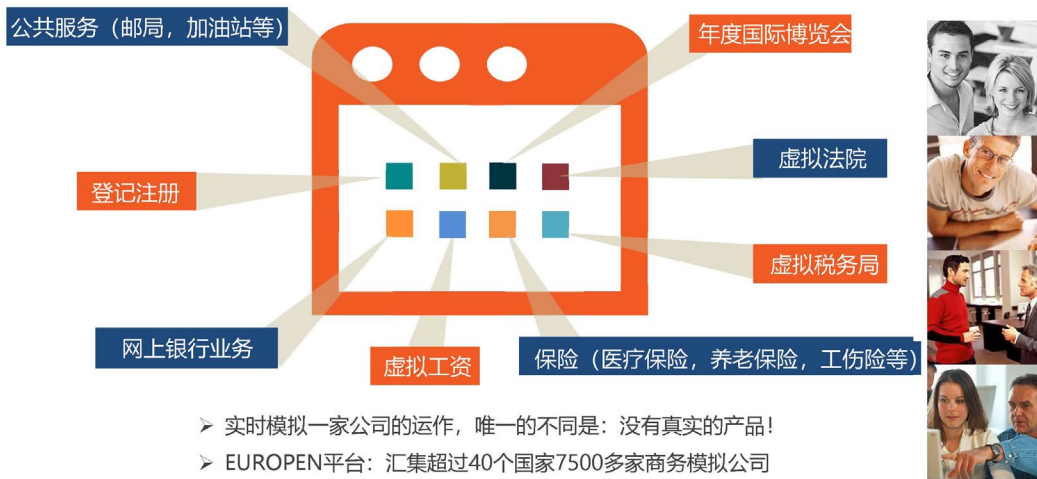 公共服务（邮局，加油站等）
年度国际博览会
虚拟法院
登记注册
虚拟税务局
网上银行业务
虚拟工资
保险（医疗保险，养老保险，工伤险等）
➢ 实时模拟一家公司的运作，唯一的不同是：没有真实的产品！
➢ EUROPEN平台：汇集超过40个国家7500多家商务模拟公司